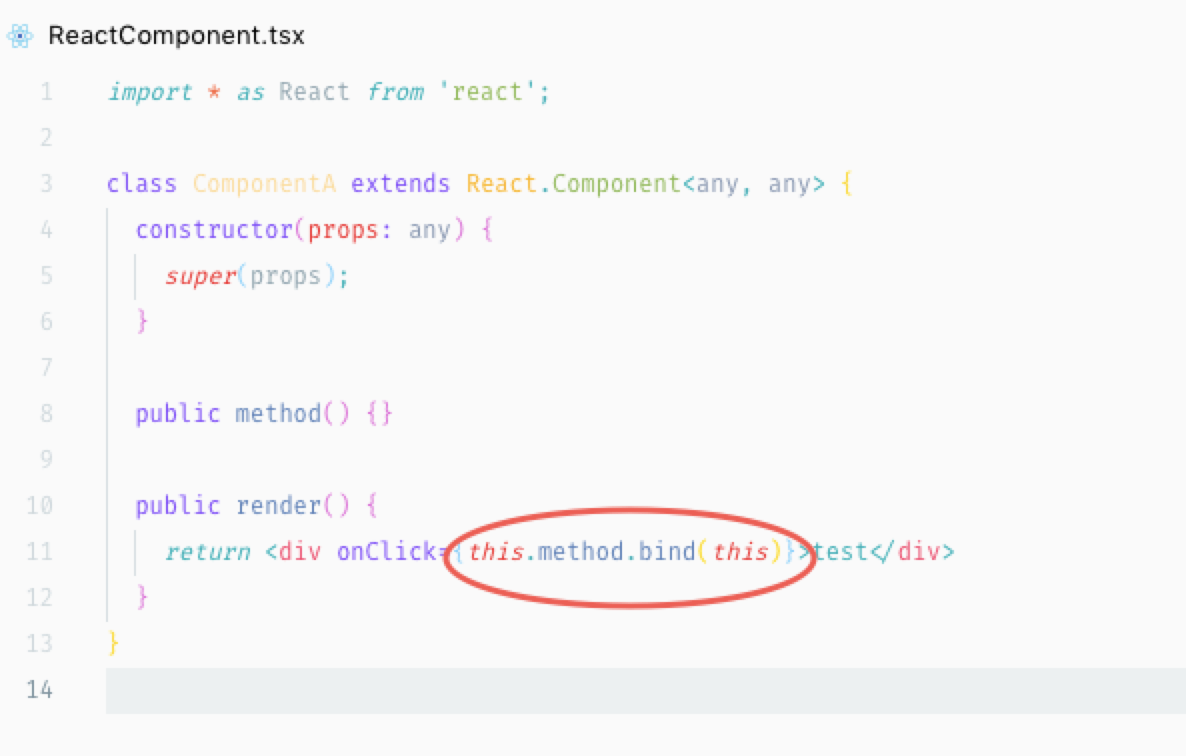 ReactComponent.tsx
1 import * as React from 'react';
2
3 class ComponentA extends React.Component<any, any> {
4 constructor(props: any) {
5 super(props);
6 }
7
8 public method() {}
9
10 public render() {
11 return <div onClick={this.method.bind(this)}>test</div>
12 }
13 }
14